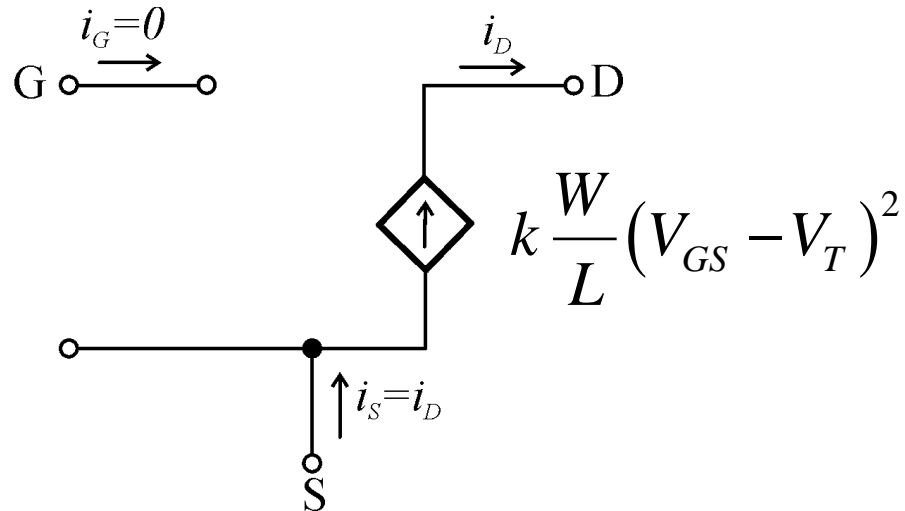 i_G=0
i_D
G
D
k W/L (V_GS − V_T)^2
i_S=i_D
S